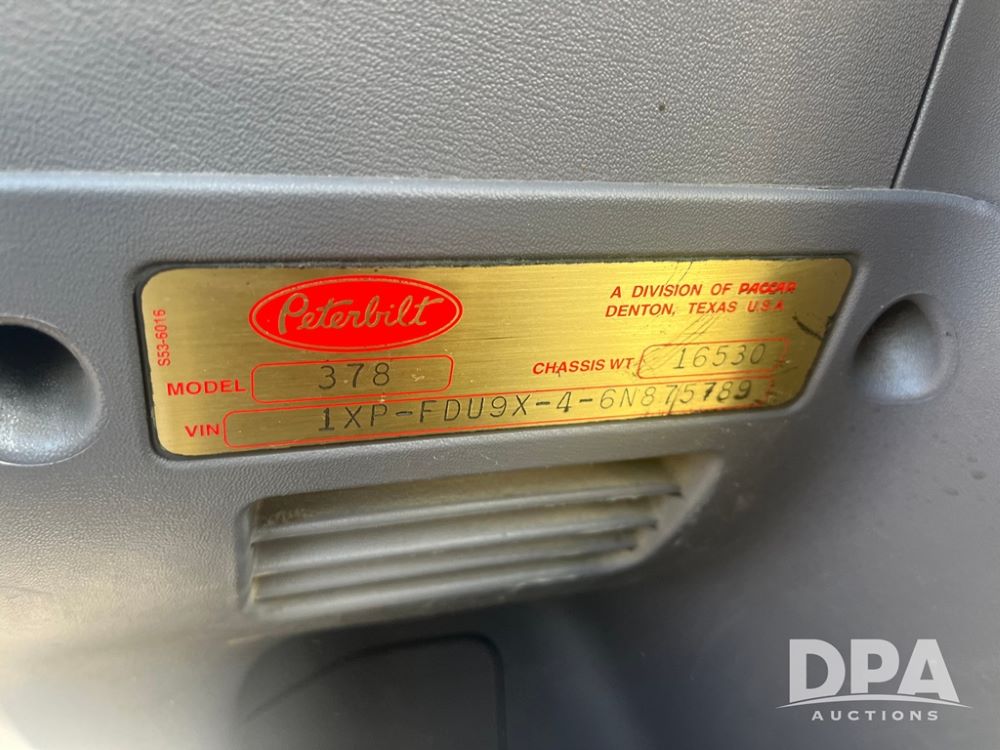 S53-6016
Peterbilt
A DIVISION OF PACCAR
DENTON, TEXAS U.S.A
MODEL 378
CHASSIS WT. 16530
VIN 1XP-FDU9X-4-6N875789
DPA
AUCTIONS